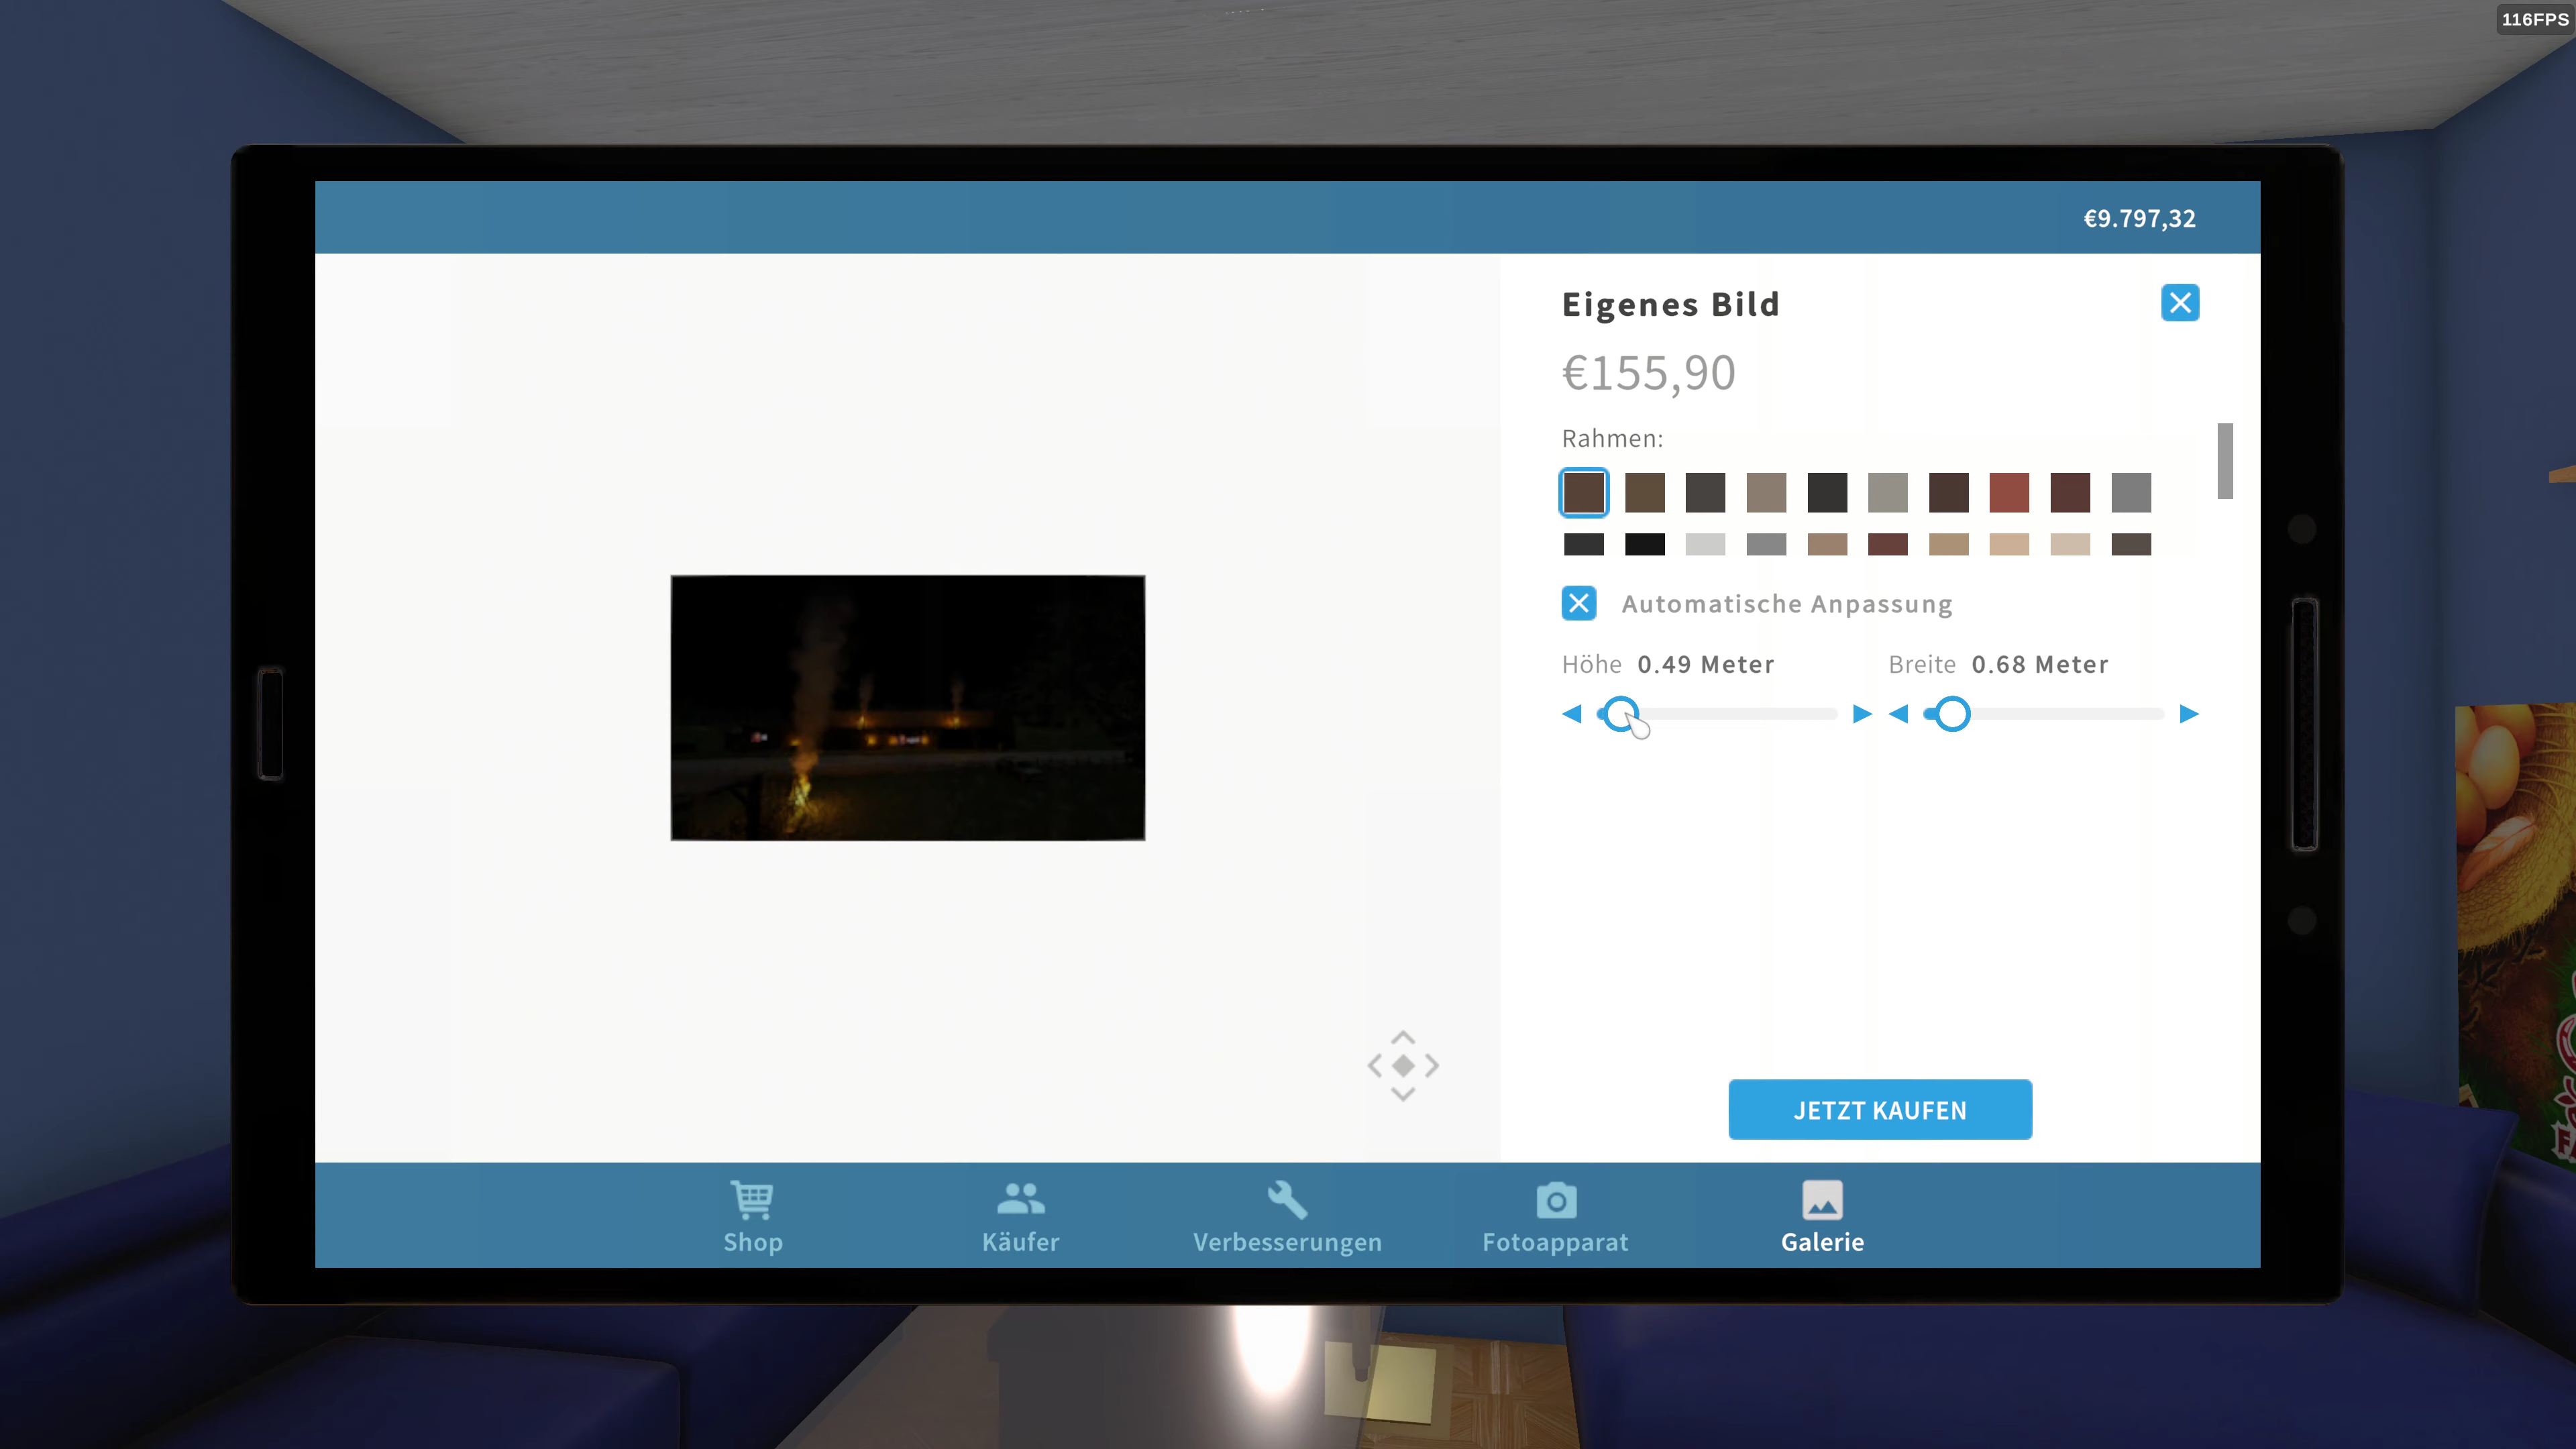 116FPS
€9.797,32
Eigenes Bild
€155,90
Rahmen:
Automatische Anpassung
Höhe 0.49 Meter Breite 0.68 Meter
JETZT KAUFEN
Shop Käufer Verbesserungen Fotoapparat Galerie